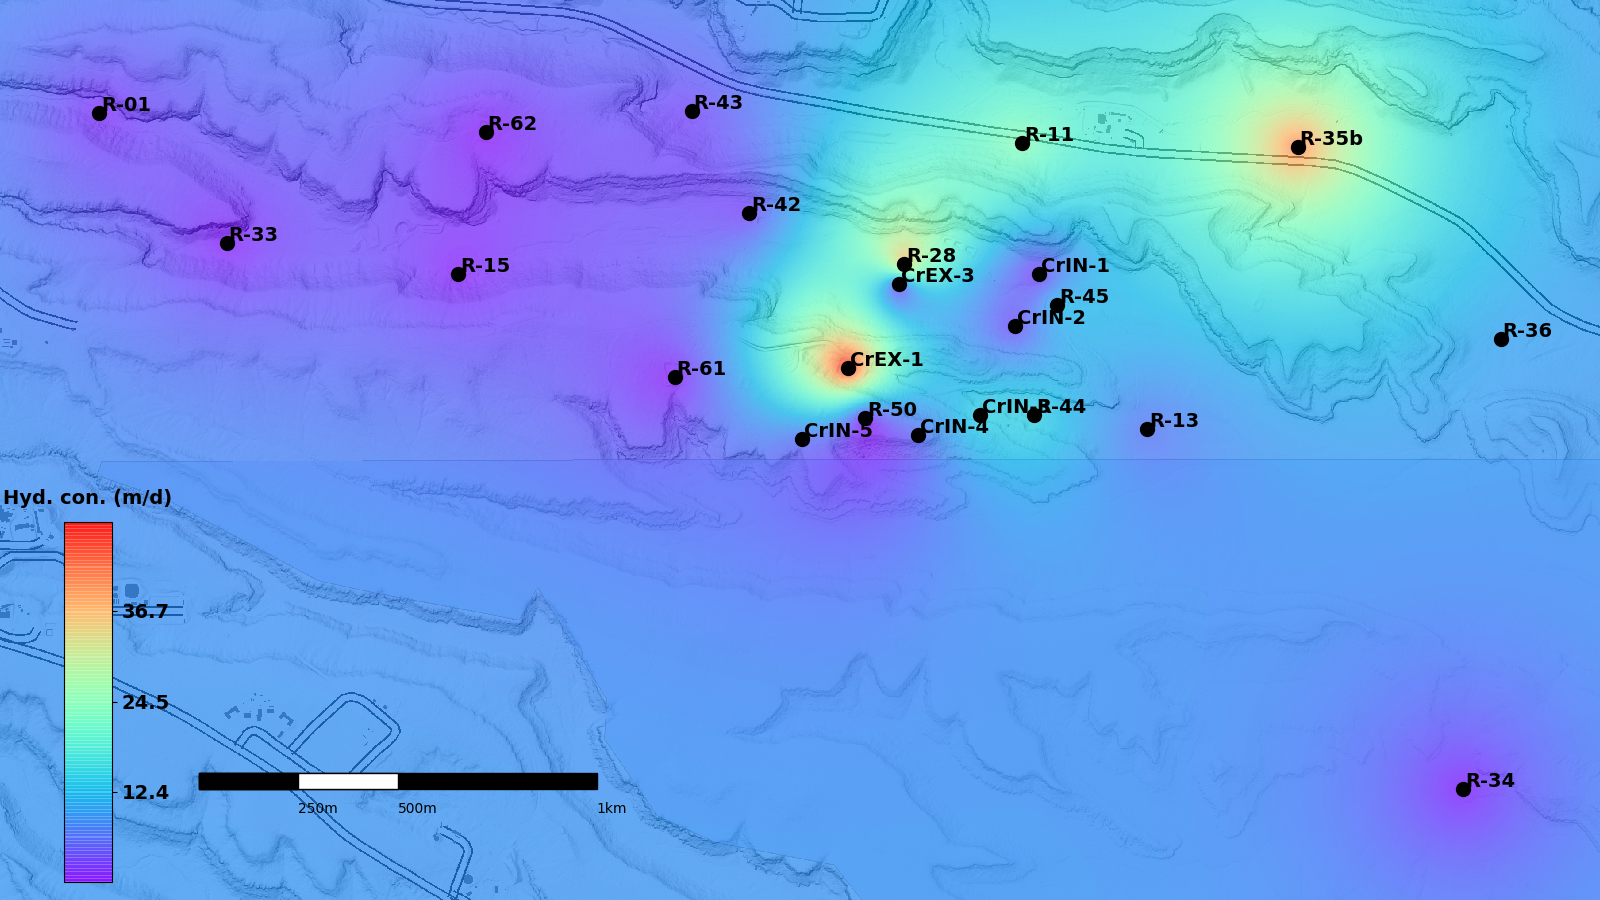 R-01
R-62
R-43
R-11
R-35b
R-42
R-33
R-15
R-28
CrEX-3
CrIN-1
R-45
CrIN-2
R-36
CrEX-1
R-61
R-50
CrIN-3
R-44
CrIN-5
CrIN-4
R-13
Hyd. con. (m/d)
36.7
24.5
12.4
250m
500m
1km
R-34